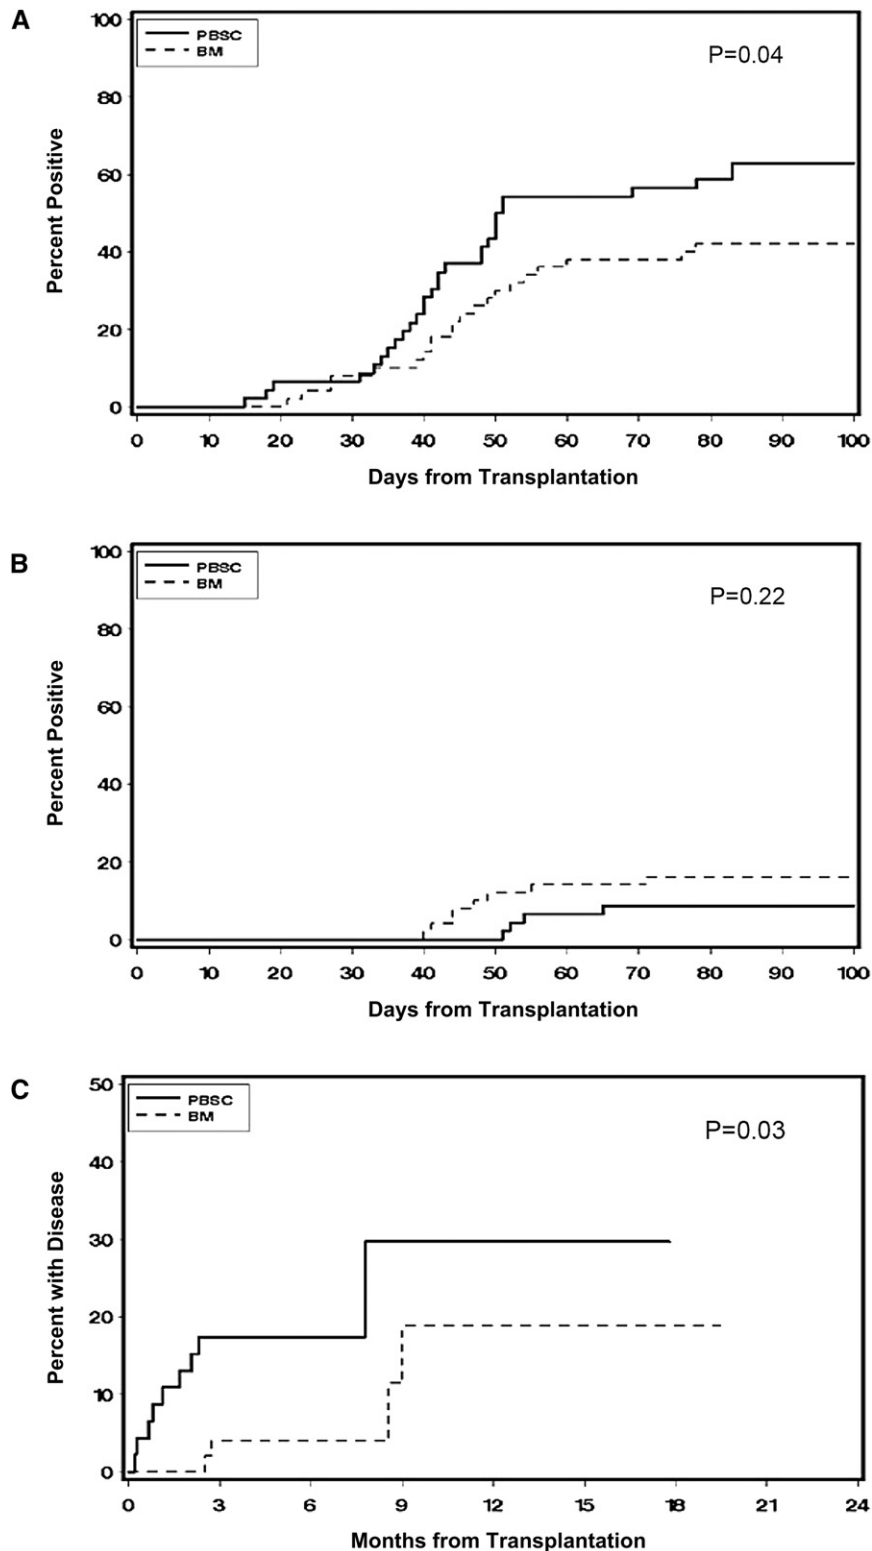 A
PBSC
BM
P=0.04
Percent Positive
100
80
60
40
20
0
0 10 20 30 40 50 60 70 80 90 100
Days from Transplantation
B
PBSC
BM
P=0.22
Percent Positive
100
80
60
40
20
0
0 10 20 30 40 50 60 70 80 90 100
Days from Transplantation
C
PBSC
BM
P=0.03
Percent with Disease
50
40
30
20
10
0
0 3 6 9 12 15 18 21 24
Months from Transplantation